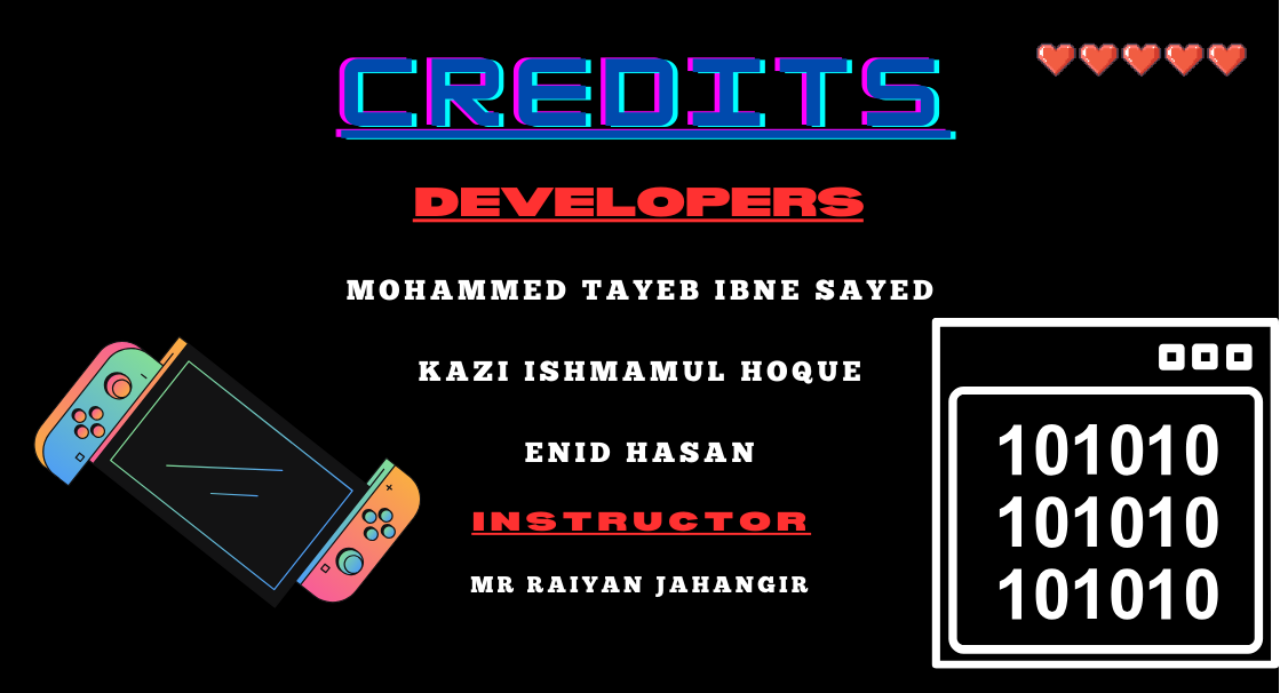 CREDITS
DEVELOPERS
MOHAMMED TAYEB IBNE SAYED
KAZI ISHMAMUL HOQUE
ENID HASAN
INSTRUCTOR
MR RAIYAN JAHANGIR
101010
101010
101010